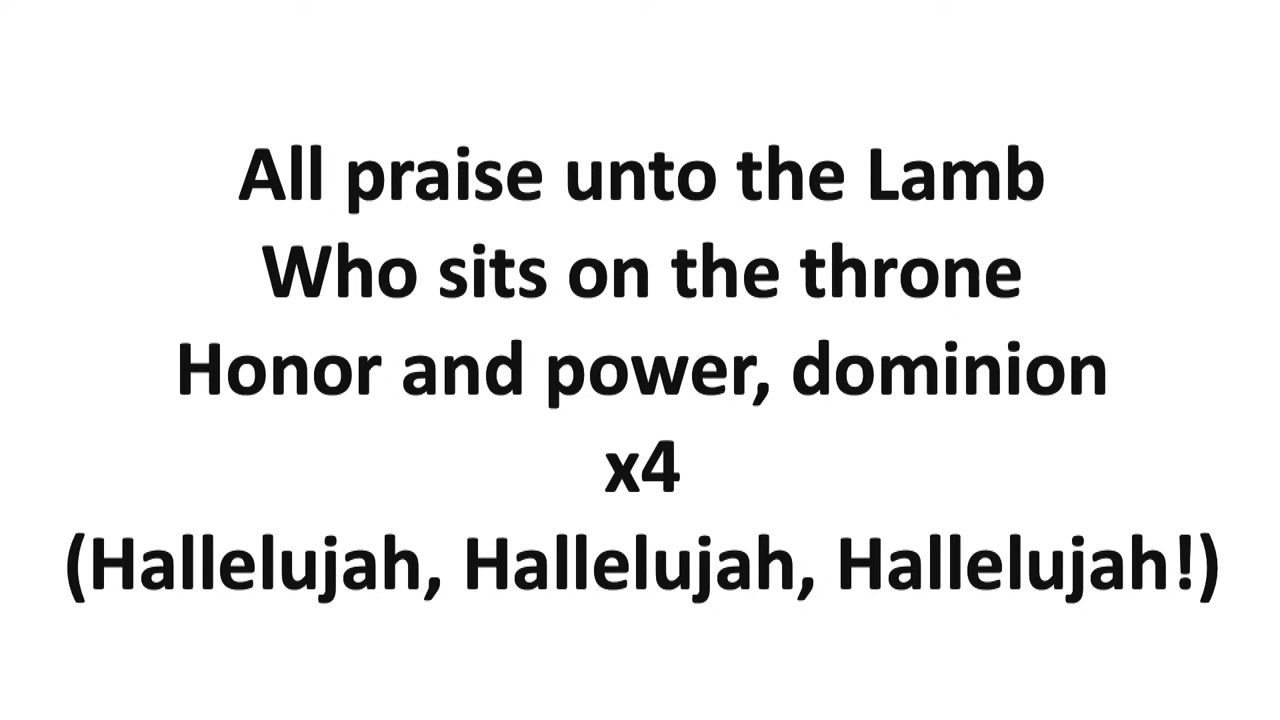 All praise unto the Lamb
Who sits on the throne
Honor and power, dominion
x4
(Hallelujah, Hallelujah, Hallelujah!)